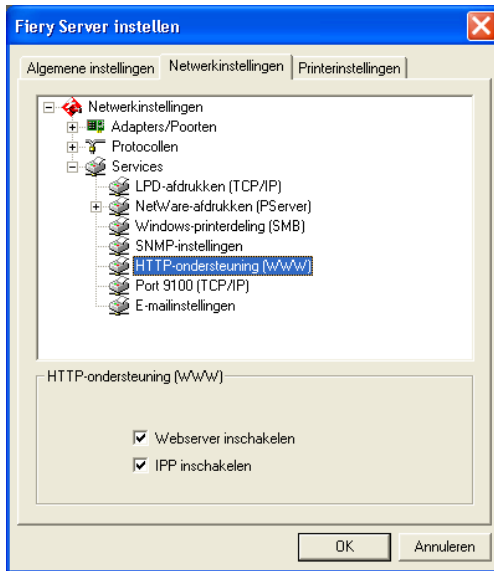 Fiery Server instellen
Algemene instellingen Netwerkinstellingen Printerinstellingen
Netwerkinstellingen
Adapters/Poorten
Protocollen
Services
LPD-afdrukken (TCP/IP)
NetWare-afdrukken (PServer)
Windows-printerdeling (SMB)
SNMP-instellingen
HTTP-ondersteuning (WWW)
Port 9100 (TCP/IP)
E-mailinstellingen
HTTP-ondersteuning (WWW)
Webserver inschakelen
IPP inschakelen
OK Annuleren